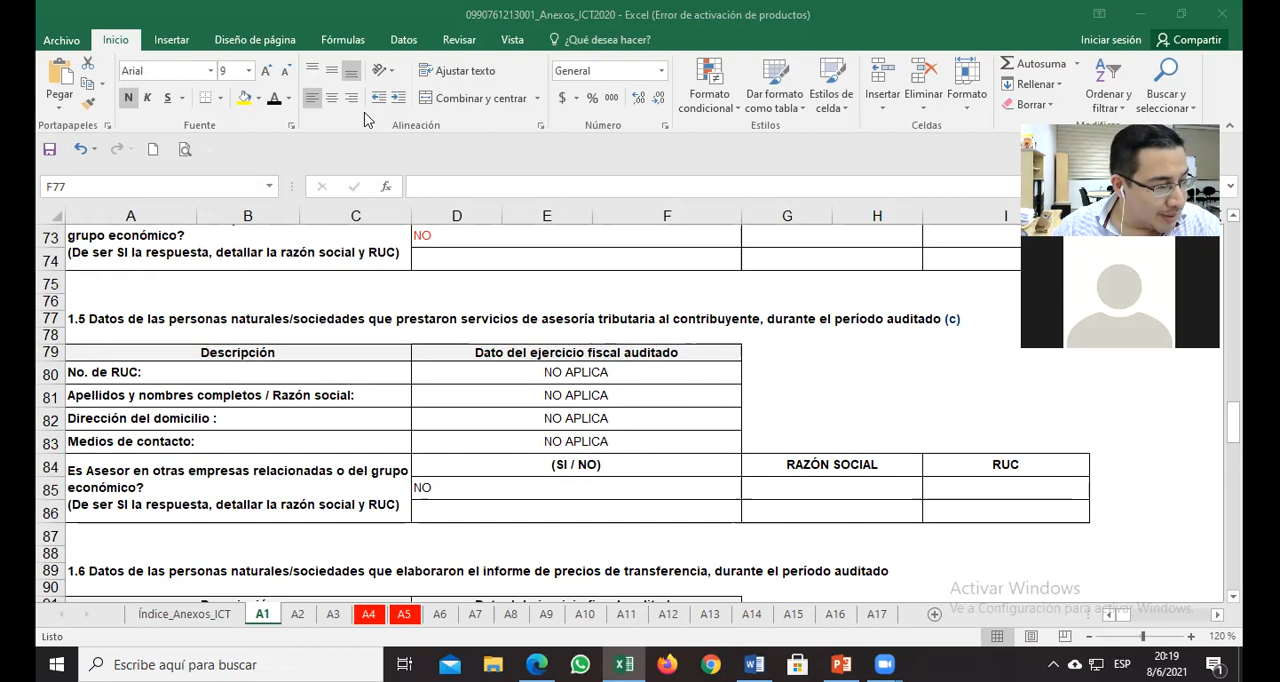 0990761213001_Anexos_ICT2020 - Excel (Error de activación de productos)
Archivo Inicio Insertar Diseño de página Fórmulas Datos Revisar Vista ¿Qué desea hacer? Iniciar sesión Compartir
Arial 9 Ajustar texto General Autosuma
Pegar N K S Combinar y centrar $ % 000 Formato condicional Dar formato como tabla Estilos de celda Insertar Eliminar Formato Rellenar Borrar Ordenar y filtrar Buscar y seleccionar
Portapapeles Fuente Alineación Número Estilos Celdas
F77 fx
A B C D E F G H I
73 grupo económico? NO
74 (De ser SI la respuesta, detallar la razón social y RUC)
75
76
77 1.5 Datos de las personas naturales/sociedades que prestaron servicios de asesoría tributaria al contribuyente, durante el período auditado (c)
78
79 Descripción Dato del ejercicio fiscal auditado
80 No. de RUC: NO APLICA
81 Apellidos y nombres completos / Razón social: NO APLICA
82 Dirección del domicilio : NO APLICA
83 Medios de contacto: NO APLICA
84 Es Asesor en otras empresas relacionadas o del grupo (SI / NO) RAZÓN SOCIAL RUC
85 económico? NO
86 (De ser SI la respuesta, detallar la razón social y RUC)
87
88
89 1.6 Datos de las personas naturales/sociedades que elaboraron el informe de precios de transferencia, durante el período auditado
90
Activar Windows
Ve a Configuración para activar Windows.
Índice_Anexos_ICT A1 A2 A3 A4 A5 A6 A7 A8 A9 A10 A11 A12 A13 A14 A15 A16 A17
Listo 120 %
Escribe aquí para buscar ESP 20:19
8/6/2021 1